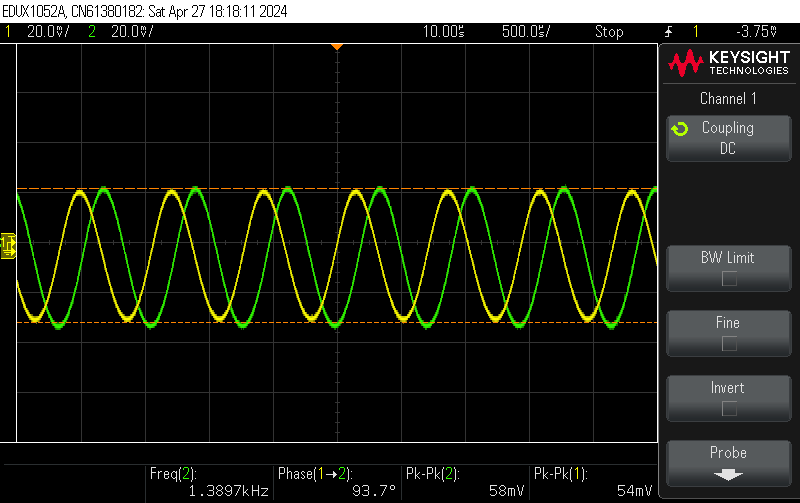 EDUX1052A, CN61380182: Sat Apr 27 18:18:11 2024
1 20.0V/ 2 20.0V/ 10.00s 500.0s/ Stop 1 -3.75V
KEYSIGHT
TECHNOLOGIES
Channel 1
Coupling
DC
BW Limit
Fine
Invert
Probe
Freq(2): Phase(1→2): Pk-Pk(2): Pk-Pk(1):
1.3897kHz 93.7° 58mV 54mV